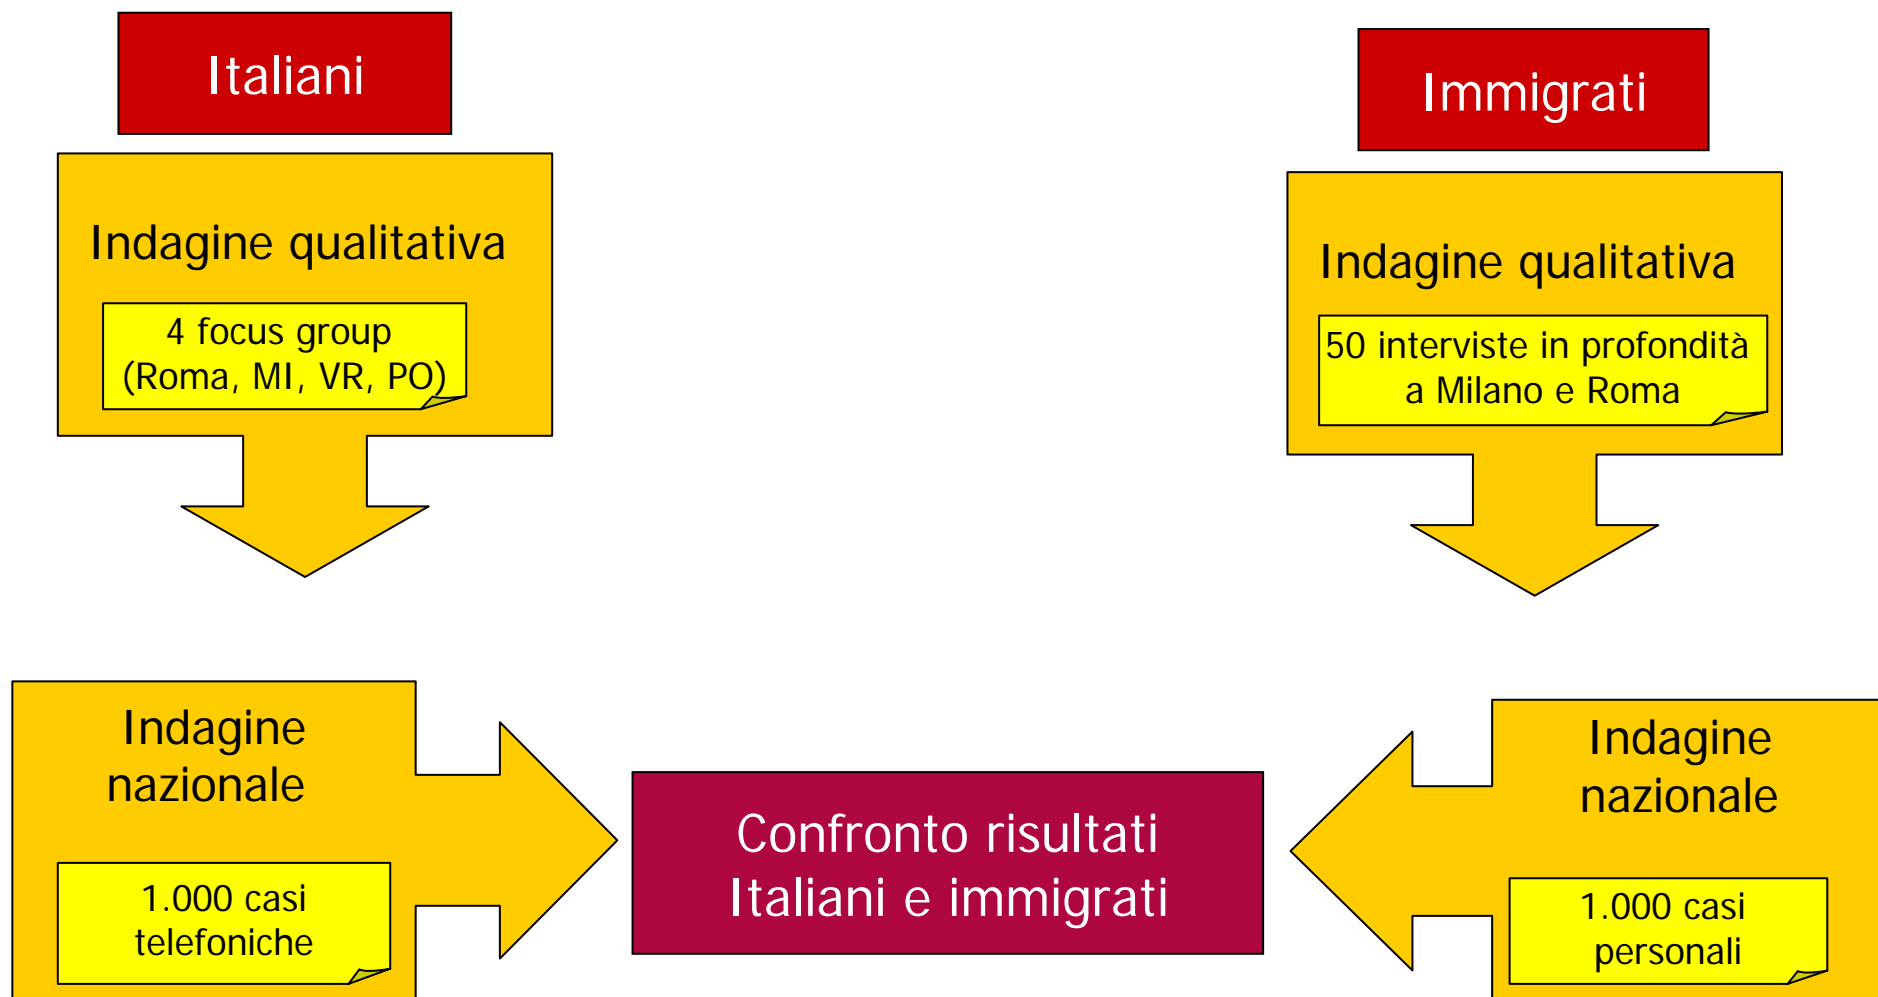 Italiani
Immigrati
Indagine qualitativa
4 focus group
(Roma, MI, VR, PO)
Indagine qualitativa
50 interviste in profondità
a Milano e Roma
Indagine
nazionale
1.000 casi
telefoniche
Confronto risultati
Italiani e immigrati
Indagine
nazionale
1.000 casi
personali